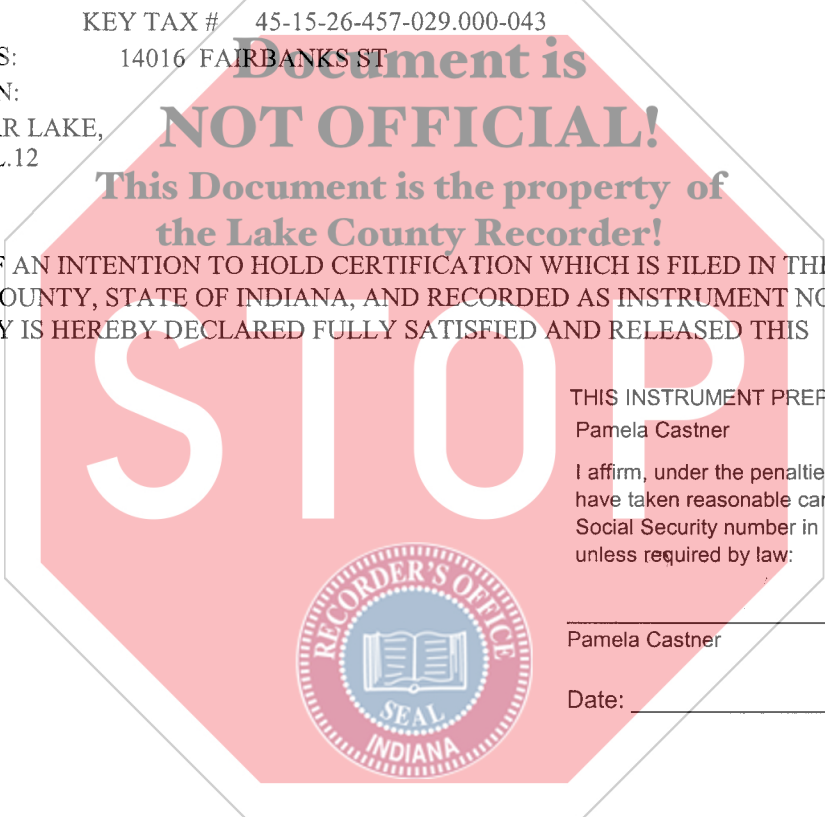 KEY TAX # 45-15-26-457-029.000-043
S: 14016 FAIRBANKS ST
N:
R LAKE,
L.12
Document is
NOT OFFICIAL!
This Document is the property of
the Lake County Recorder!
F AN INTENTION TO HOLD CERTIFICATION WHICH IS FILED IN THE
OUNTY, STATE OF INDIANA, AND RECORDED AS INSTRUMENT NO
Y IS HEREBY DECLARED FULLY SATISFIED AND RELEASED THIS
STOP
THIS INSTRUMENT PREP
Pamela Castner
I affirm, under the penaltie
have taken reasonable car
Social Security number in
unless required by law:
Pamela Castner
Date:
RECORDER'S OFFICE
SEAL
INDIANA